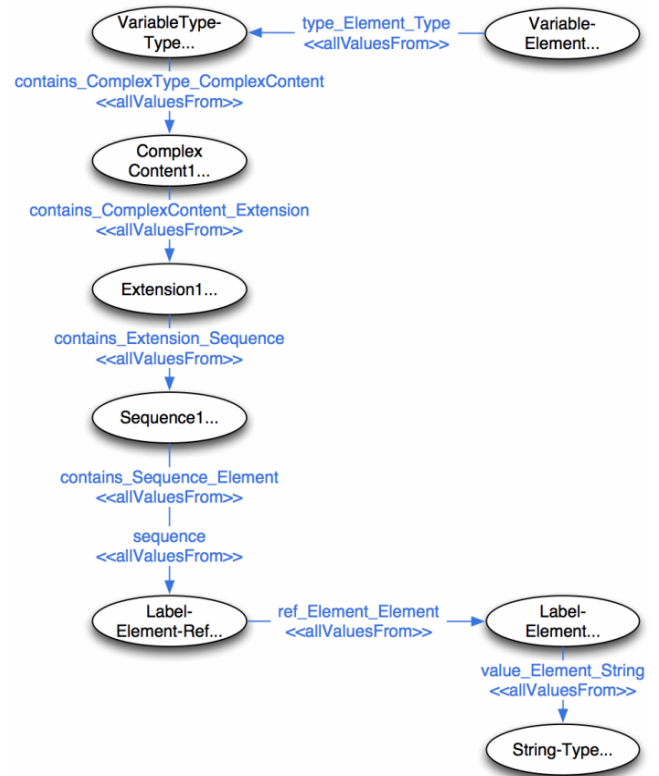 VariableType-
Type...
type_Element_Type
<<allValuesFrom>>
Variable-
Element...
contains_ComplexType_ComplexContent
<<allValuesFrom>>
Complex
Content1...
contains_ComplexContent_Extension
<<allValuesFrom>>
Extension1...
contains_Extension_Sequence
<<allValuesFrom>>
Sequence1...
contains_Sequence_Element
<<allValuesFrom>>
sequence
<<allValuesFrom>>
Label-
Element-Ref...
ref_Element_Element
<<allValuesFrom>>
Label-
Element...
value_Element_String
<<allValuesFrom>>
String-Type...